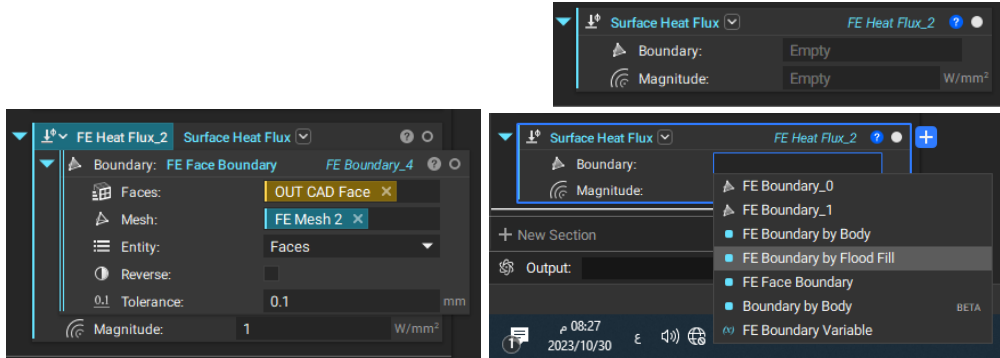 Surface Heat Flux FE Heat Flux_2 ?
Boundary: Empty
Magnitude: Empty W/mm²
FE Heat Flux_2 Surface Heat Flux ?
Boundary: FE Face Boundary FE Boundary_4 ?
Faces: OUT CAD Face ×
Mesh: FE Mesh 2 ×
Entity: Faces
Reverse:
0.1 Tolerance: 0.1 mm
Magnitude: 1 W/mm²
Surface Heat Flux FE Heat Flux_2 ? +
Boundary:
Magnitude:
FE Boundary_0
FE Boundary_1
FE Boundary by Body
FE Boundary by Flood Fill
FE Face Boundary
Boundary by Body BETA
(x) FE Boundary Variable
+ New Section
Output:
1
08:27 م
2023/10/30
ع